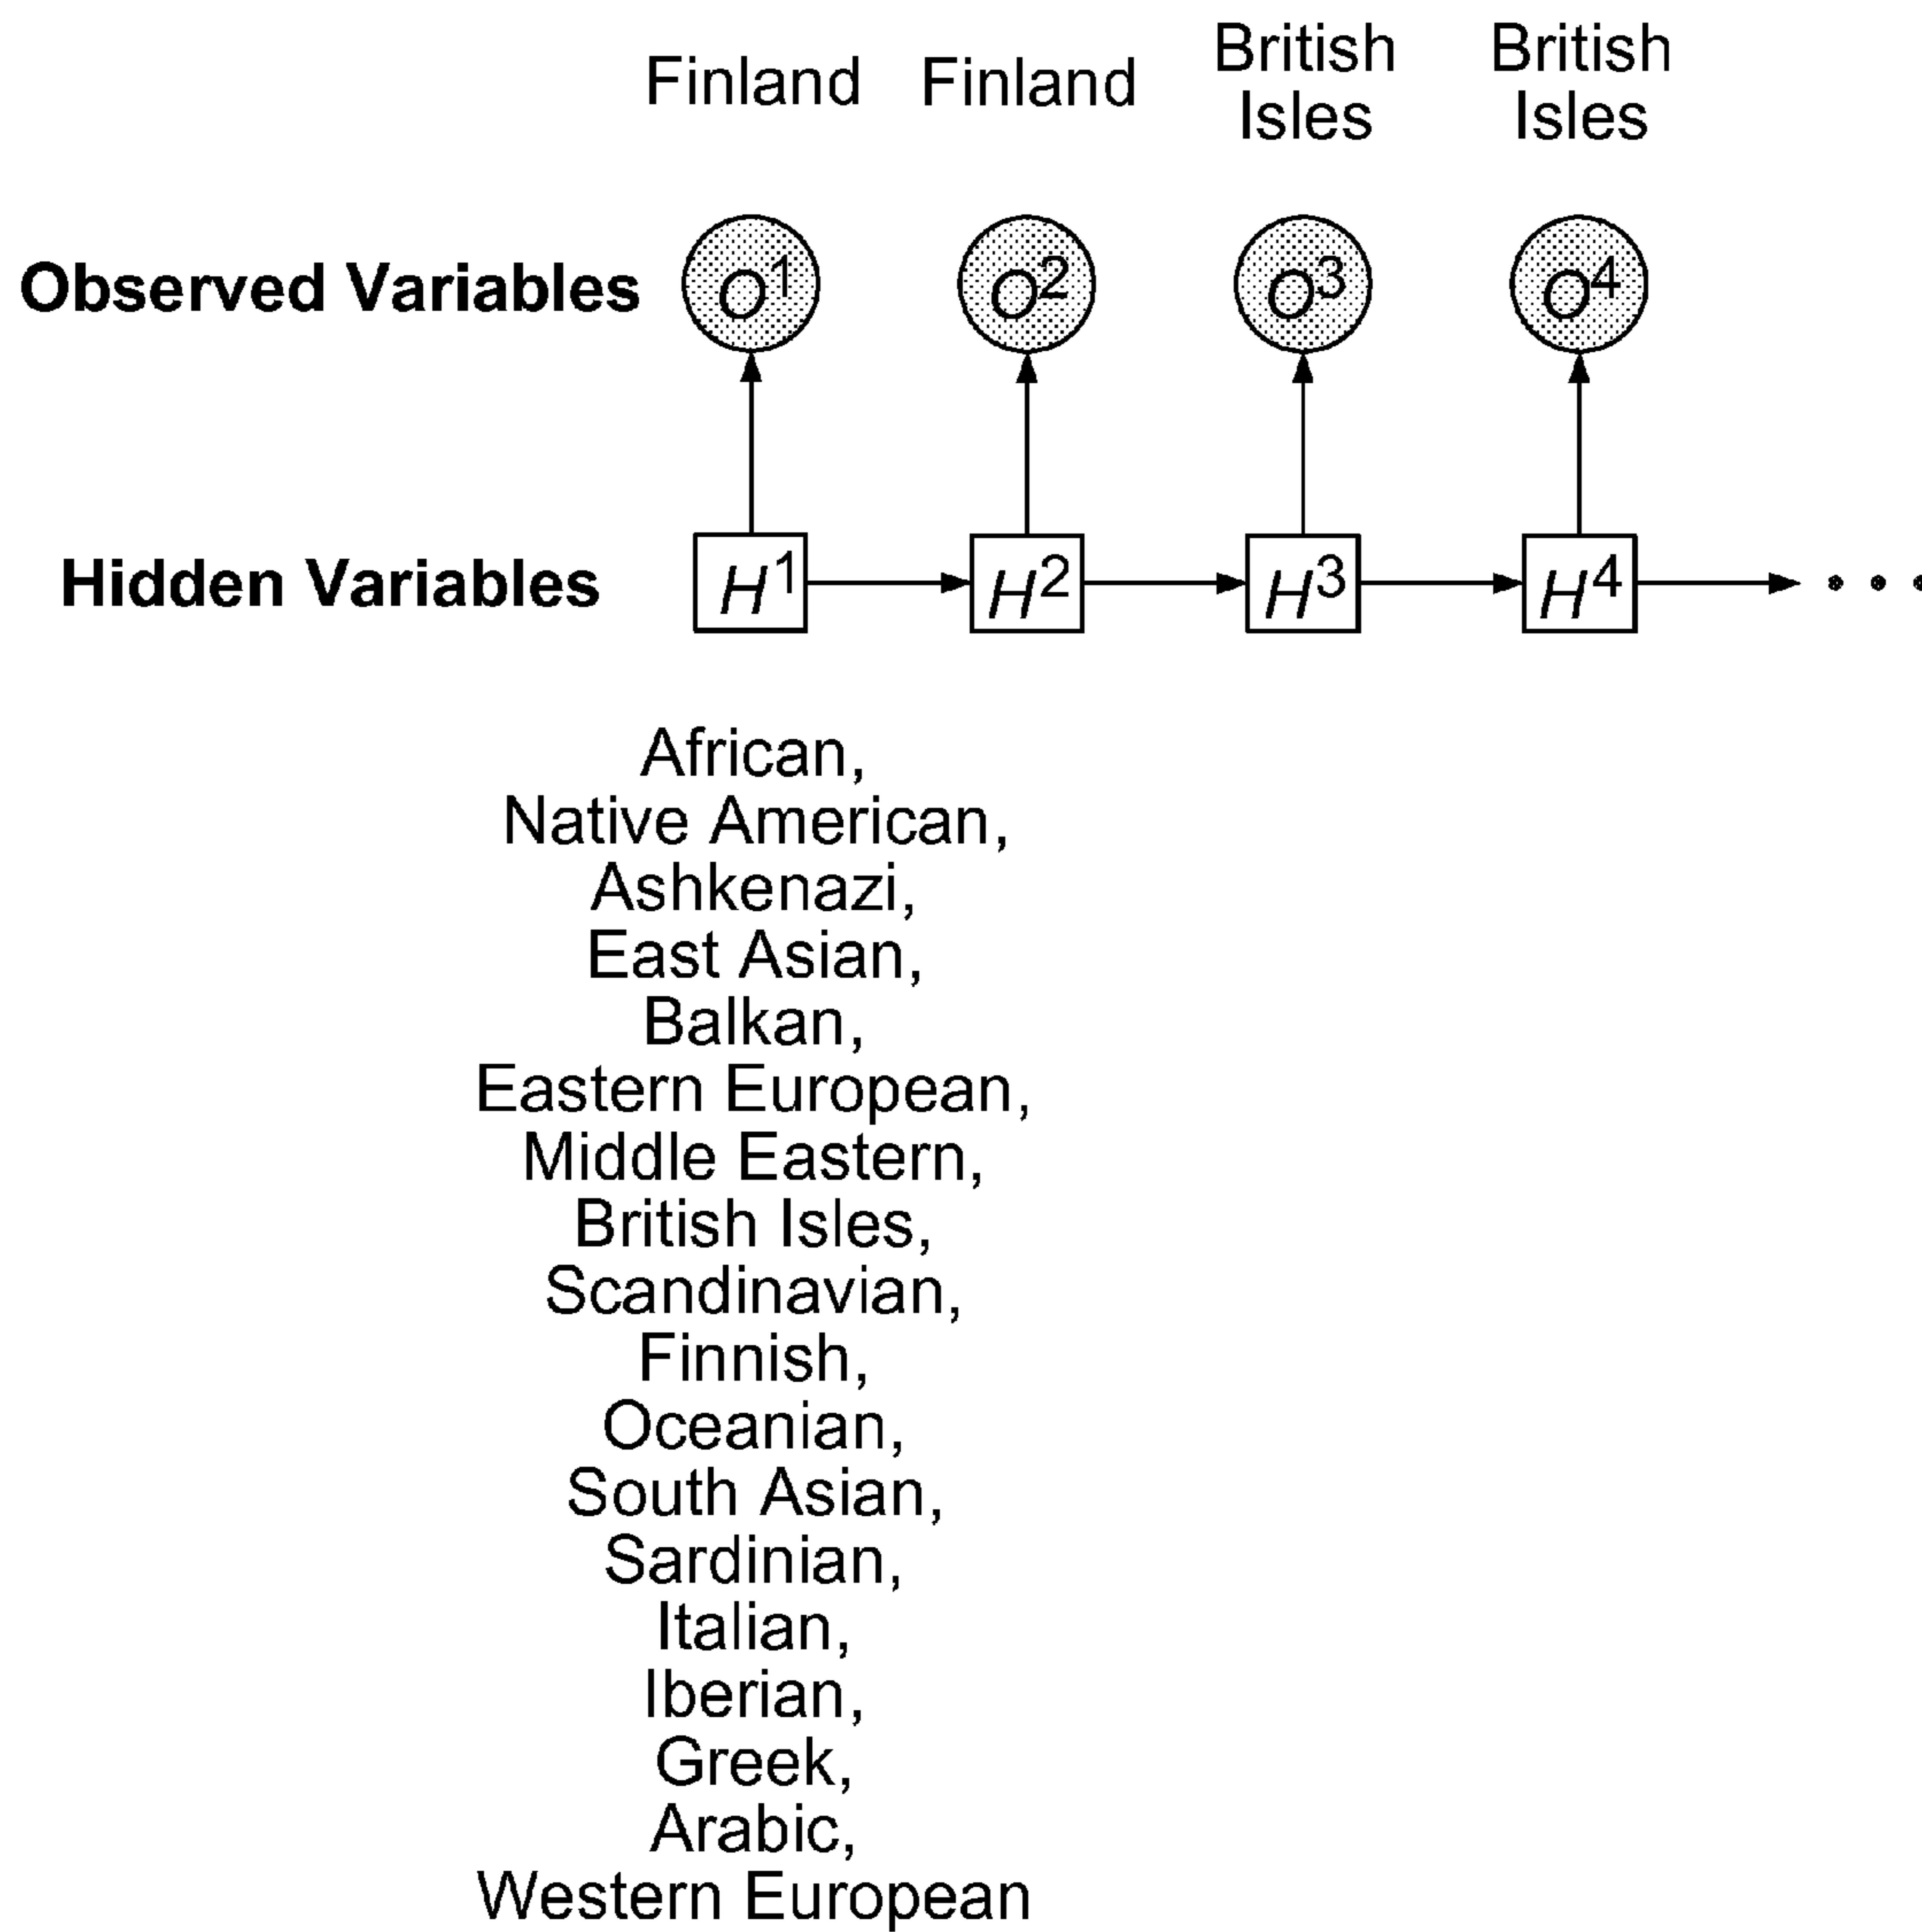 Finland Finland British Isles British Isles
Observed Variables O1 O2 O3 O4
Hidden Variables H1 H2 H3 H4 ...
African,
Native American,
Ashkenazi,
East Asian,
Balkan,
Eastern European,
Middle Eastern,
British Isles,
Scandinavian,
Finnish,
Oceanian,
South Asian,
Sardinian,
Italian,
Iberian,
Greek,
Arabic,
Western European